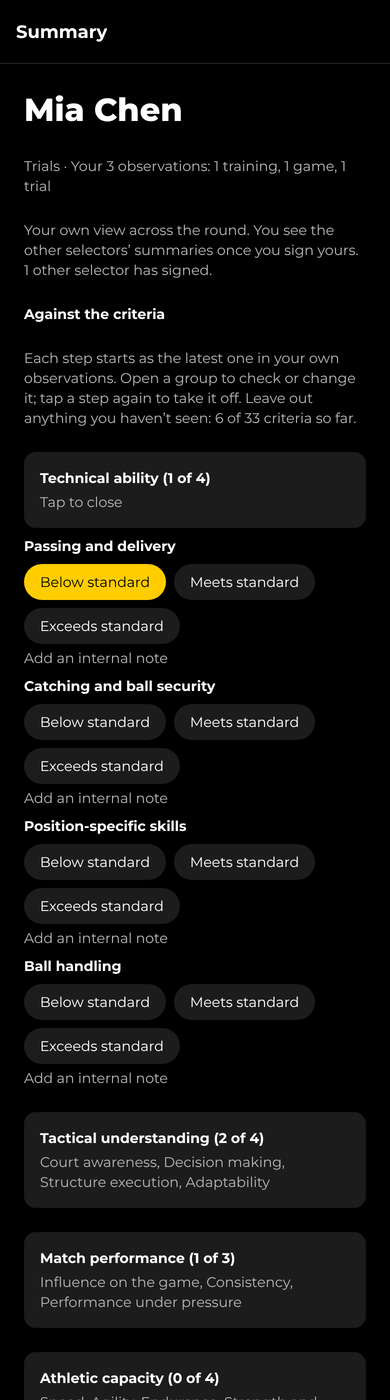 Summary
Mia Chen
Trials · Your 3 observations: 1 training, 1 game, 1
trial
Your own view across the round. You see the
other selectors’ summaries once you sign yours.
1 other selector has signed.
Against the criteria
Each step starts as the latest one in your own
observations. Open a group to check or change
it; tap a step again to take it off. Leave out
anything you haven’t seen: 6 of 33 criteria so far.
Technical ability (1 of 4)
Tap to close
Passing and delivery
Below standard
Meets standard
Exceeds standard
Add an internal note
Catching and ball security
Below standard
Meets standard
Exceeds standard
Add an internal note
Position-specific skills
Below standard
Meets standard
Exceeds standard
Add an internal note
Ball handling
Below standard
Meets standard
Exceeds standard
Add an internal note
Tactical understanding (2 of 4)
Court awareness, Decision making,
Structure execution, Adaptability
Match performance (1 of 3)
Influence on the game, Consistency,
Performance under pressure
Athletic capacity (0 of 4)
Speed, Agility, Endurance, Strength and